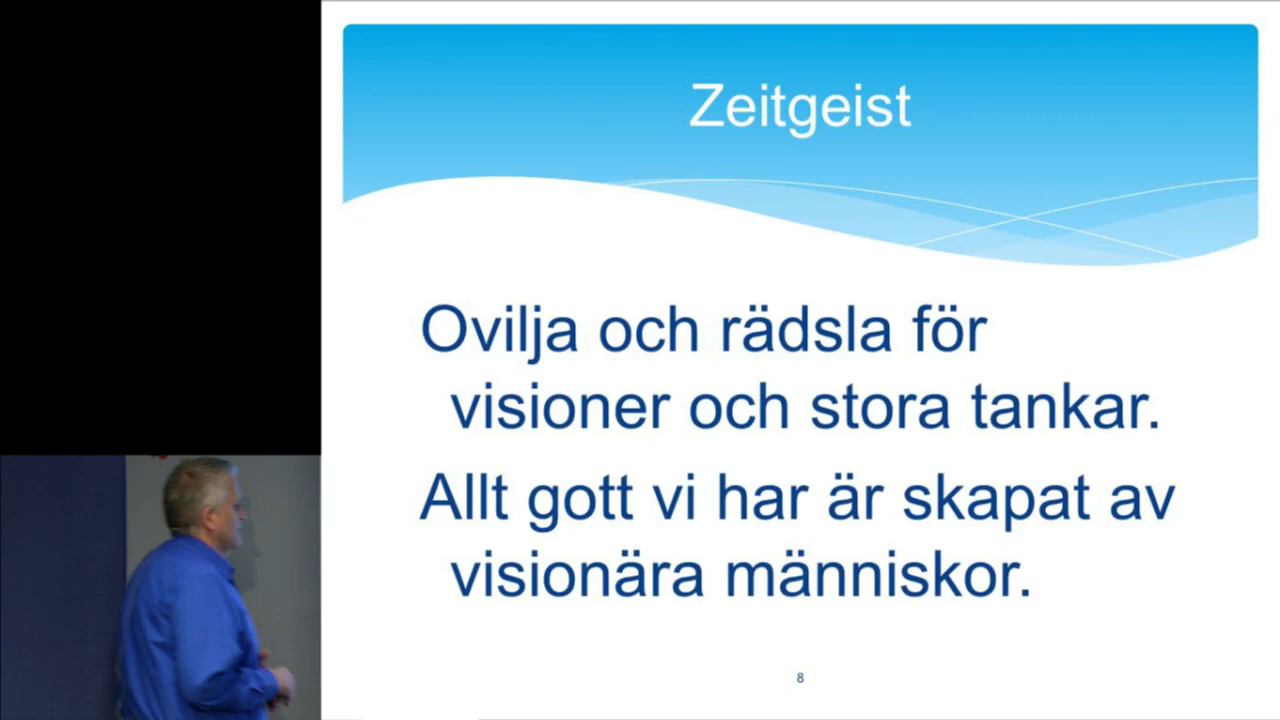 Zeitgeist
Ovilja och rädsla för
visioner och stora tankar.
Allt gott vi har är skapat av
visionära människor.
8